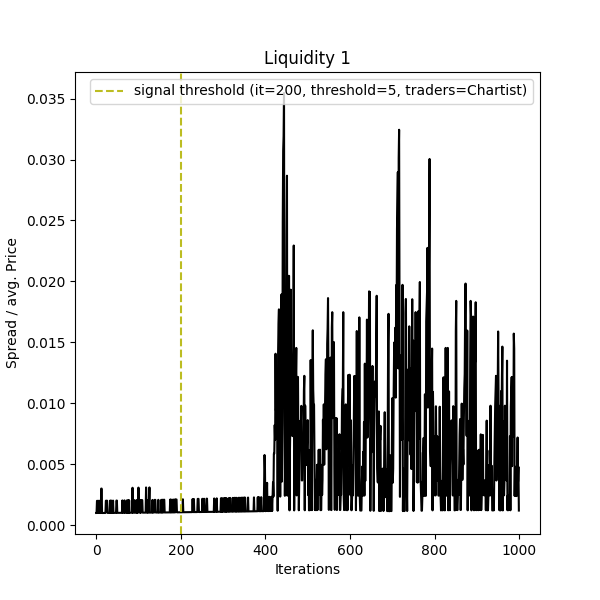 Liquidity 1
signal threshold (it=200, threshold=5, traders=Chartist)
0.035
0.030
0.025
0.020
0.015
0.010
0.005
0.000
Spread / avg. Price
0 200 400 600 800 1000
Iterations